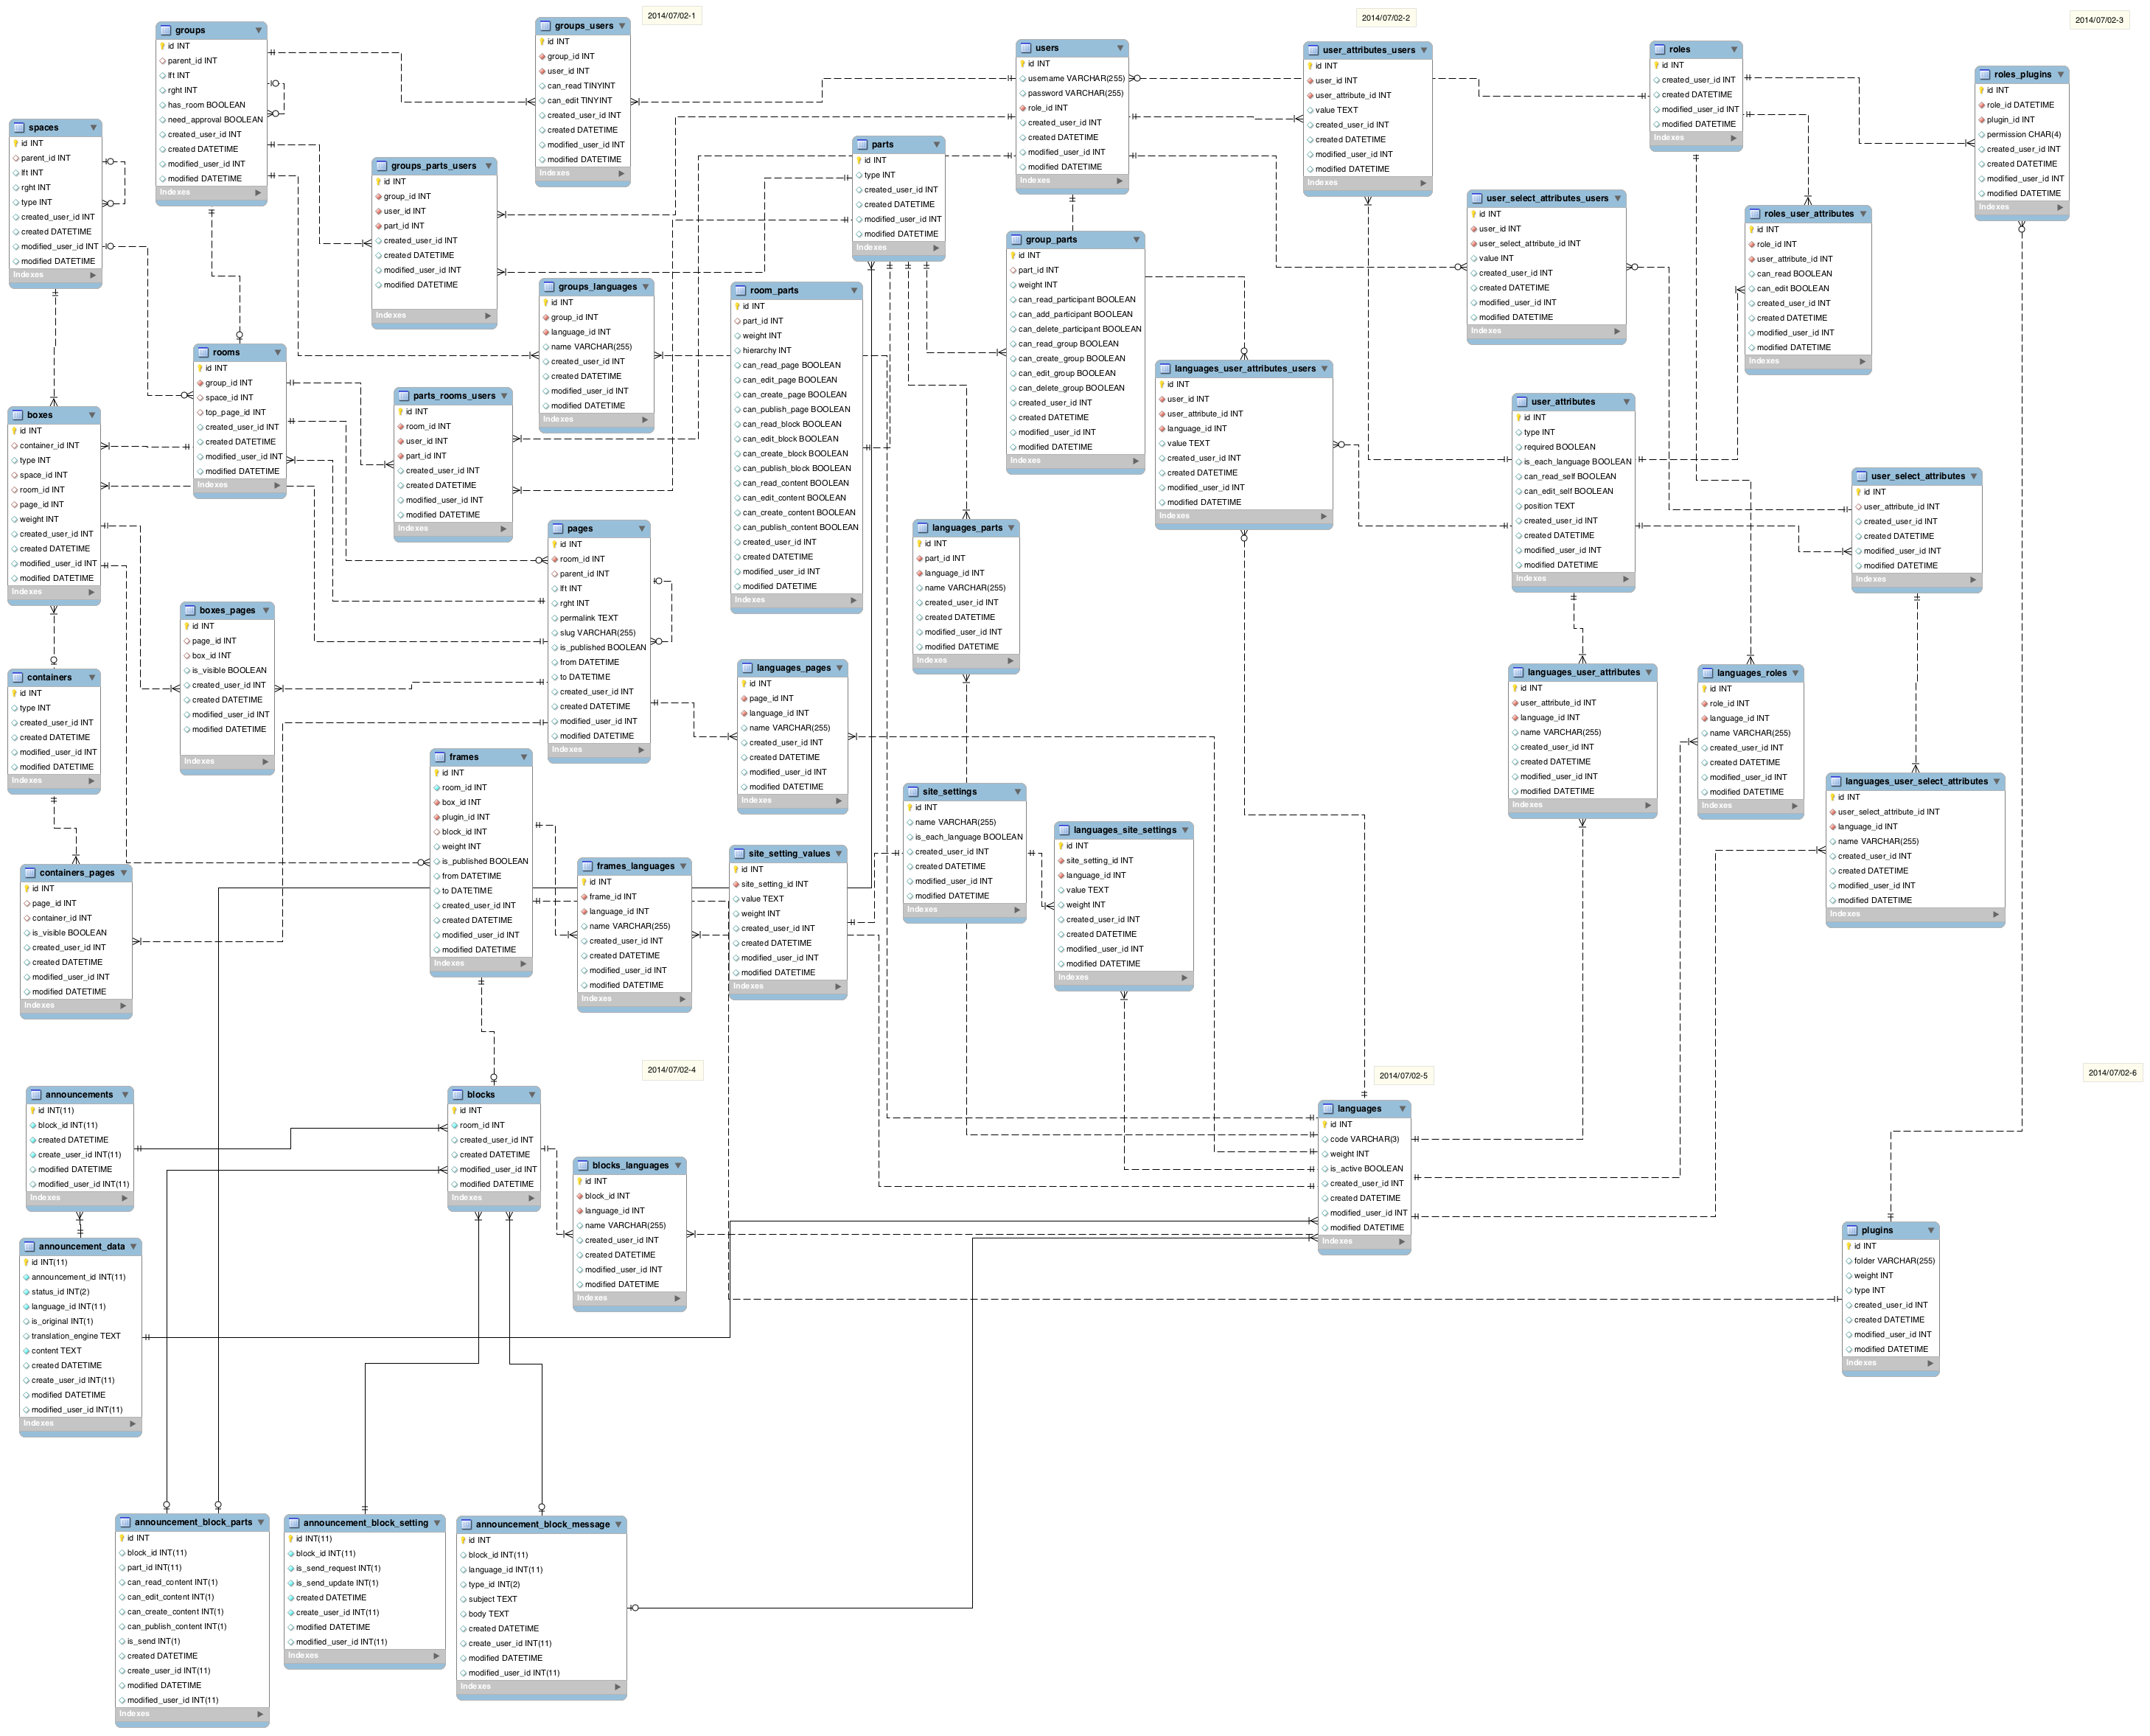 2014/07/02-1
2014/07/02-2
2014/07/02-3
groups
id INT
parent_id INT
lft INT
rght INT
has_room BOOLEAN
need_approval BOOLEAN
created_user_id INT
created DATETIME
modified_user_id INT
modified DATETIME
Indexes
groups_users
id INT
group_id INT
user_id INT
can_read TINYINT
can_edit TINYINT
created_user_id INT
created DATETIME
modified_user_id INT
modified DATETIME
Indexes
users
id INT
username VARCHAR(255)
password VARCHAR(255)
role_id INT
created_user_id INT
created DATETIME
modified_user_id INT
modified DATETIME
Indexes
user_attributes_users
id INT
user_id INT
user_attribute_id INT
value TEXT
created_user_id INT
created DATETIME
modified_user_id INT
modified DATETIME
Indexes
roles
id INT
created_user_id INT
created DATETIME
modified_user_id INT
modified DATETIME
Indexes
roles_plugins
id INT
role_id DATETIME
plugin_id INT
permission CHAR(4)
created_user_id INT
created DATETIME
modified_user_id INT
modified DATETIME
Indexes
spaces
id INT
parent_id INT
lft INT
rght INT
type INT
created_user_id INT
created DATETIME
modified_user_id INT
modified DATETIME
Indexes
groups_parts_users
id INT
group_id INT
user_id INT
part_id INT
created_user_id INT
created DATETIME
modified_user_id INT
modified DATETIME
Indexes
parts
id INT
type INT
created_user_id INT
created DATETIME
modified_user_id INT
modified DATETIME
Indexes
user_select_attributes_users
id INT
user_id INT
user_select_attribute_id INT
value INT
created_user_id INT
created DATETIME
modified_user_id INT
modified DATETIME
Indexes
roles_user_attributes
id INT
role_id INT
user_attribute_id INT
can_read BOOLEAN
can_edit BOOLEAN
created_user_id INT
created DATETIME
modified_user_id INT
modified DATETIME
Indexes
group_parts
id INT
part_id INT
weight INT
can_read_participant BOOLEAN
can_add_participant BOOLEAN
can_delete_participant BOOLEAN
can_read_group BOOLEAN
can_create_group BOOLEAN
can_edit_group BOOLEAN
can_delete_group BOOLEAN
created_user_id INT
created DATETIME
modified_user_id INT
modified DATETIME
Indexes
groups_languages
id INT
group_id INT
language_id INT
name VARCHAR(255)
created_user_id INT
created DATETIME
modified_user_id INT
modified DATETIME
Indexes
room_parts
id INT
part_id INT
weight INT
hierarchy INT
can_read_page BOOLEAN
can_edit_page BOOLEAN
can_create_page BOOLEAN
can_publish_page BOOLEAN
can_read_block BOOLEAN
can_edit_block BOOLEAN
can_create_block BOOLEAN
can_publish_block BOOLEAN
can_read_content BOOLEAN
can_edit_content BOOLEAN
can_create_content BOOLEAN
can_publish_content BOOLEAN
created_user_id INT
created DATETIME
modified_user_id INT
modified DATETIME
Indexes
rooms
id INT
group_id INT
space_id INT
top_page_id INT
created_user_id INT
created DATETIME
modified_user_id INT
modified DATETIME
Indexes
languages_user_attributes_users
id INT
user_id INT
user_attribute_id INT
language_id INT
value TEXT
created_user_id INT
created DATETIME
modified_user_id INT
modified DATETIME
Indexes
parts_rooms_users
id INT
room_id INT
user_id INT
part_id INT
created_user_id INT
created DATETIME
modified_user_id INT
modified DATETIME
Indexes
user_attributes
id INT
type INT
required BOOLEAN
is_each_language BOOLEAN
can_read_self BOOLEAN
can_edit_self BOOLEAN
position TEXT
created_user_id INT
created DATETIME
modified_user_id INT
modified DATETIME
Indexes
boxes
id INT
container_id INT
type INT
space_id INT
room_id INT
page_id INT
weight INT
created_user_id INT
created DATETIME
modified_user_id INT
modified DATETIME
Indexes
user_select_attributes
id INT
user_attribute_id INT
created_user_id INT
created DATETIME
modified_user_id INT
modified DATETIME
Indexes
pages
id INT
room_id INT
parent_id INT
lft INT
rght INT
permalink TEXT
slug VARCHAR(255)
is_published BOOLEAN
from DATETIME
to DATETIME
created_user_id INT
created DATETIME
modified_user_id INT
modified DATETIME
Indexes
languages_parts
id INT
part_id INT
language_id INT
name VARCHAR(255)
created_user_id INT
created DATETIME
modified_user_id INT
modified DATETIME
Indexes
boxes_pages
id INT
page_id INT
box_id INT
is_visible BOOLEAN
created_user_id INT
created DATETIME
modified_user_id INT
modified DATETIME
Indexes
languages_pages
id INT
page_id INT
language_id INT
name VARCHAR(255)
created_user_id INT
created DATETIME
modified_user_id INT
modified DATETIME
Indexes
languages_user_attributes
id INT
user_attribute_id INT
language_id INT
name VARCHAR(255)
created_user_id INT
created DATETIME
modified_user_id INT
modified DATETIME
Indexes
languages_roles
id INT
role_id INT
language_id INT
name VARCHAR(255)
created_user_id INT
created DATETIME
modified_user_id INT
modified DATETIME
Indexes
containers
id INT
type INT
created_user_id INT
created DATETIME
modified_user_id INT
modified DATETIME
Indexes
frames
id INT
room_id INT
box_id INT
plugin_id INT
block_id INT
weight INT
is_published BOOLEAN
from DATETIME
to DATETIME
created_user_id INT
created DATETIME
modified_user_id INT
modified DATETIME
Indexes
languages_user_select_attributes
id INT
user_select_attribute_id INT
language_id INT
name VARCHAR(255)
created_user_id INT
created DATETIME
modified_user_id INT
modified DATETIME
Indexes
site_settings
id INT
name VARCHAR(255)
is_each_language BOOLEAN
created_user_id INT
created DATETIME
modified_user_id INT
modified DATETIME
Indexes
languages_site_settings
id INT
site_setting_id INT
language_id INT
value TEXT
weight INT
created_user_id INT
created DATETIME
modified_user_id INT
modified DATETIME
Indexes
site_setting_values
id INT
site_setting_id INT
value TEXT
weight INT
created_user_id INT
created DATETIME
modified_user_id INT
modified DATETIME
Indexes
frames_languages
id INT
frame_id INT
language_id INT
name VARCHAR(255)
created_user_id INT
created DATETIME
modified_user_id INT
modified DATETIME
Indexes
containers_pages
id INT
page_id INT
container_id INT
is_visible BOOLEAN
created_user_id INT
created DATETIME
modified_user_id INT
modified DATETIME
Indexes
2014/07/02-4
2014/07/02-5
2014/07/02-6
announcements
id INT(11)
block_id INT(11)
created DATETIME
create_user_id INT(11)
modified DATETIME
modified_user_id INT(11)
Indexes
blocks
id INT
room_id INT
created_user_id INT
created DATETIME
modified_user_id INT
modified DATETIME
Indexes
languages
id INT
code VARCHAR(3)
weight INT
is_active BOOLEAN
created_user_id INT
created DATETIME
modified_user_id INT
modified DATETIME
Indexes
blocks_languages
id INT
block_id INT
language_id INT
name VARCHAR(255)
created_user_id INT
created DATETIME
modified_user_id INT
modified DATETIME
Indexes
plugins
id INT
folder VARCHAR(255)
weight INT
type INT
created_user_id INT
created DATETIME
modified_user_id INT
modified DATETIME
Indexes
announcement_data
id INT(11)
announcement_id INT(11)
status_id INT(2)
language_id INT(11)
is_original INT(1)
translation_engine TEXT
content TEXT
created DATETIME
create_user_id INT(11)
modified DATETIME
modified_user_id INT(11)
Indexes
announcement_block_parts
id INT
block_id INT(11)
part_id INT(11)
can_read_content INT(1)
can_edit_content INT(1)
can_create_content INT(1)
can_publish_content INT(1)
is_send INT(1)
created DATETIME
create_user_id INT(11)
modified DATETIME
modified_user_id INT(11)
Indexes
announcement_block_setting
id INT(11)
block_id INT(11)
is_send_request INT(1)
is_send_update INT(1)
created DATETIME
create_user_id INT(11)
modified DATETIME
modified_user_id INT(11)
Indexes
announcement_block_message
id INT
block_id INT(11)
language_id INT(11)
type_id INT(2)
subject TEXT
body TEXT
created DATETIME
create_user_id INT(11)
modified DATETIME
modified_user_id INT(11)
Indexes